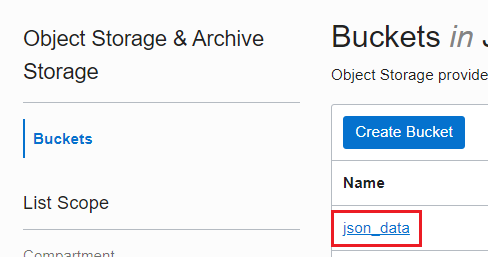 Object Storage & Archive
Storage
Buckets
List Scope
Compartment
Buckets in
Object Storage provide
Create Bucket
Name
json_data